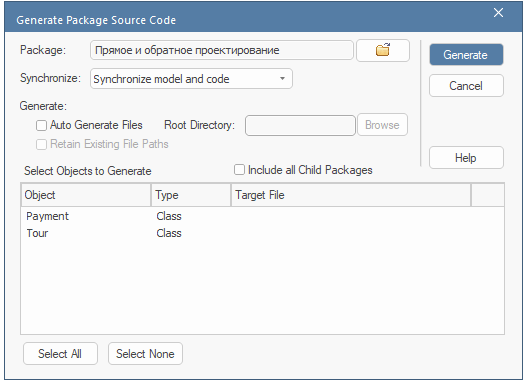 Generate Package Source Code
Package: Прямое и обратное проектирование
Generate
Synchronize: Synchronize model and code
Cancel
Generate:
Auto Generate Files Root Directory: Browse
Retain Existing File Paths
Help
Select Objects to Generate Include all Child Packages
Object Type Target File
Payment Class
Tour Class
Select All Select None